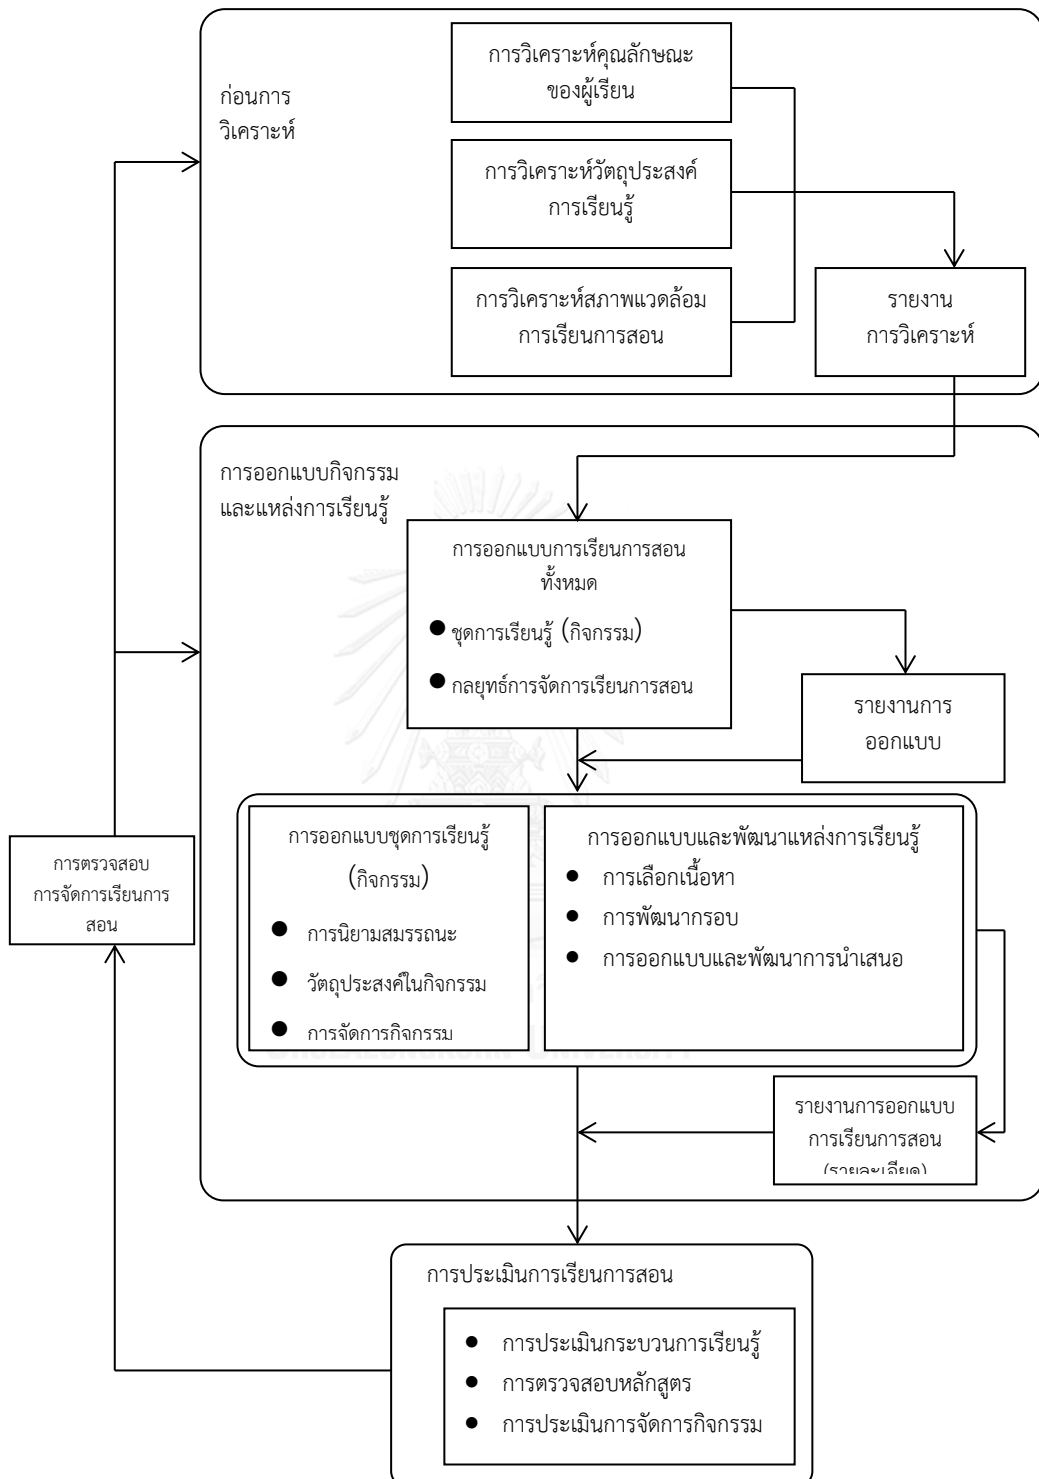 การวิเคราะห์คุณลักษณะ
ของผู้เรียน
ก่อนการ
วิเคราะห์
การวิเคราะห์วัตถุประสงค์
การเรียนรู้
การวิเคราะห์สภาพแวดล้อม
การเรียนการสอน
รายงาน
การวิเคราะห์
การออกแบบกิจกรรม
และแหล่งการเรียนรู้
การออกแบบการเรียนการสอน
ทั้งหมด
● ชุดการเรียนรู้ (กิจกรรม)
● กลยุทธ์การจัดการเรียนการสอน
รายงานการ
ออกแบบ
การตรวจสอบ
การจัดการเรียนการ
สอน
การออกแบบชุดการเรียนรู้
(กิจกรรม)
● การนิยามสมรรถนะ
● วัตถุประสงค์ในกิจกรรม
● การจัดการกิจกรรม
การออกแบบและพัฒนาแหล่งการเรียนรู้
● การเลือกเนื้อหา
● การพัฒนากรอบ
● การออกแบบและพัฒนาการนำเสนอ
รายงานการออกแบบ
การเรียนการสอน
(รายละเอียด)
การประเมินการเรียนการสอน
● การประเมินกระบวนการเรียนรู้
● การตรวจสอบหลักสูตร
● การประเมินการจัดการกิจกรรม